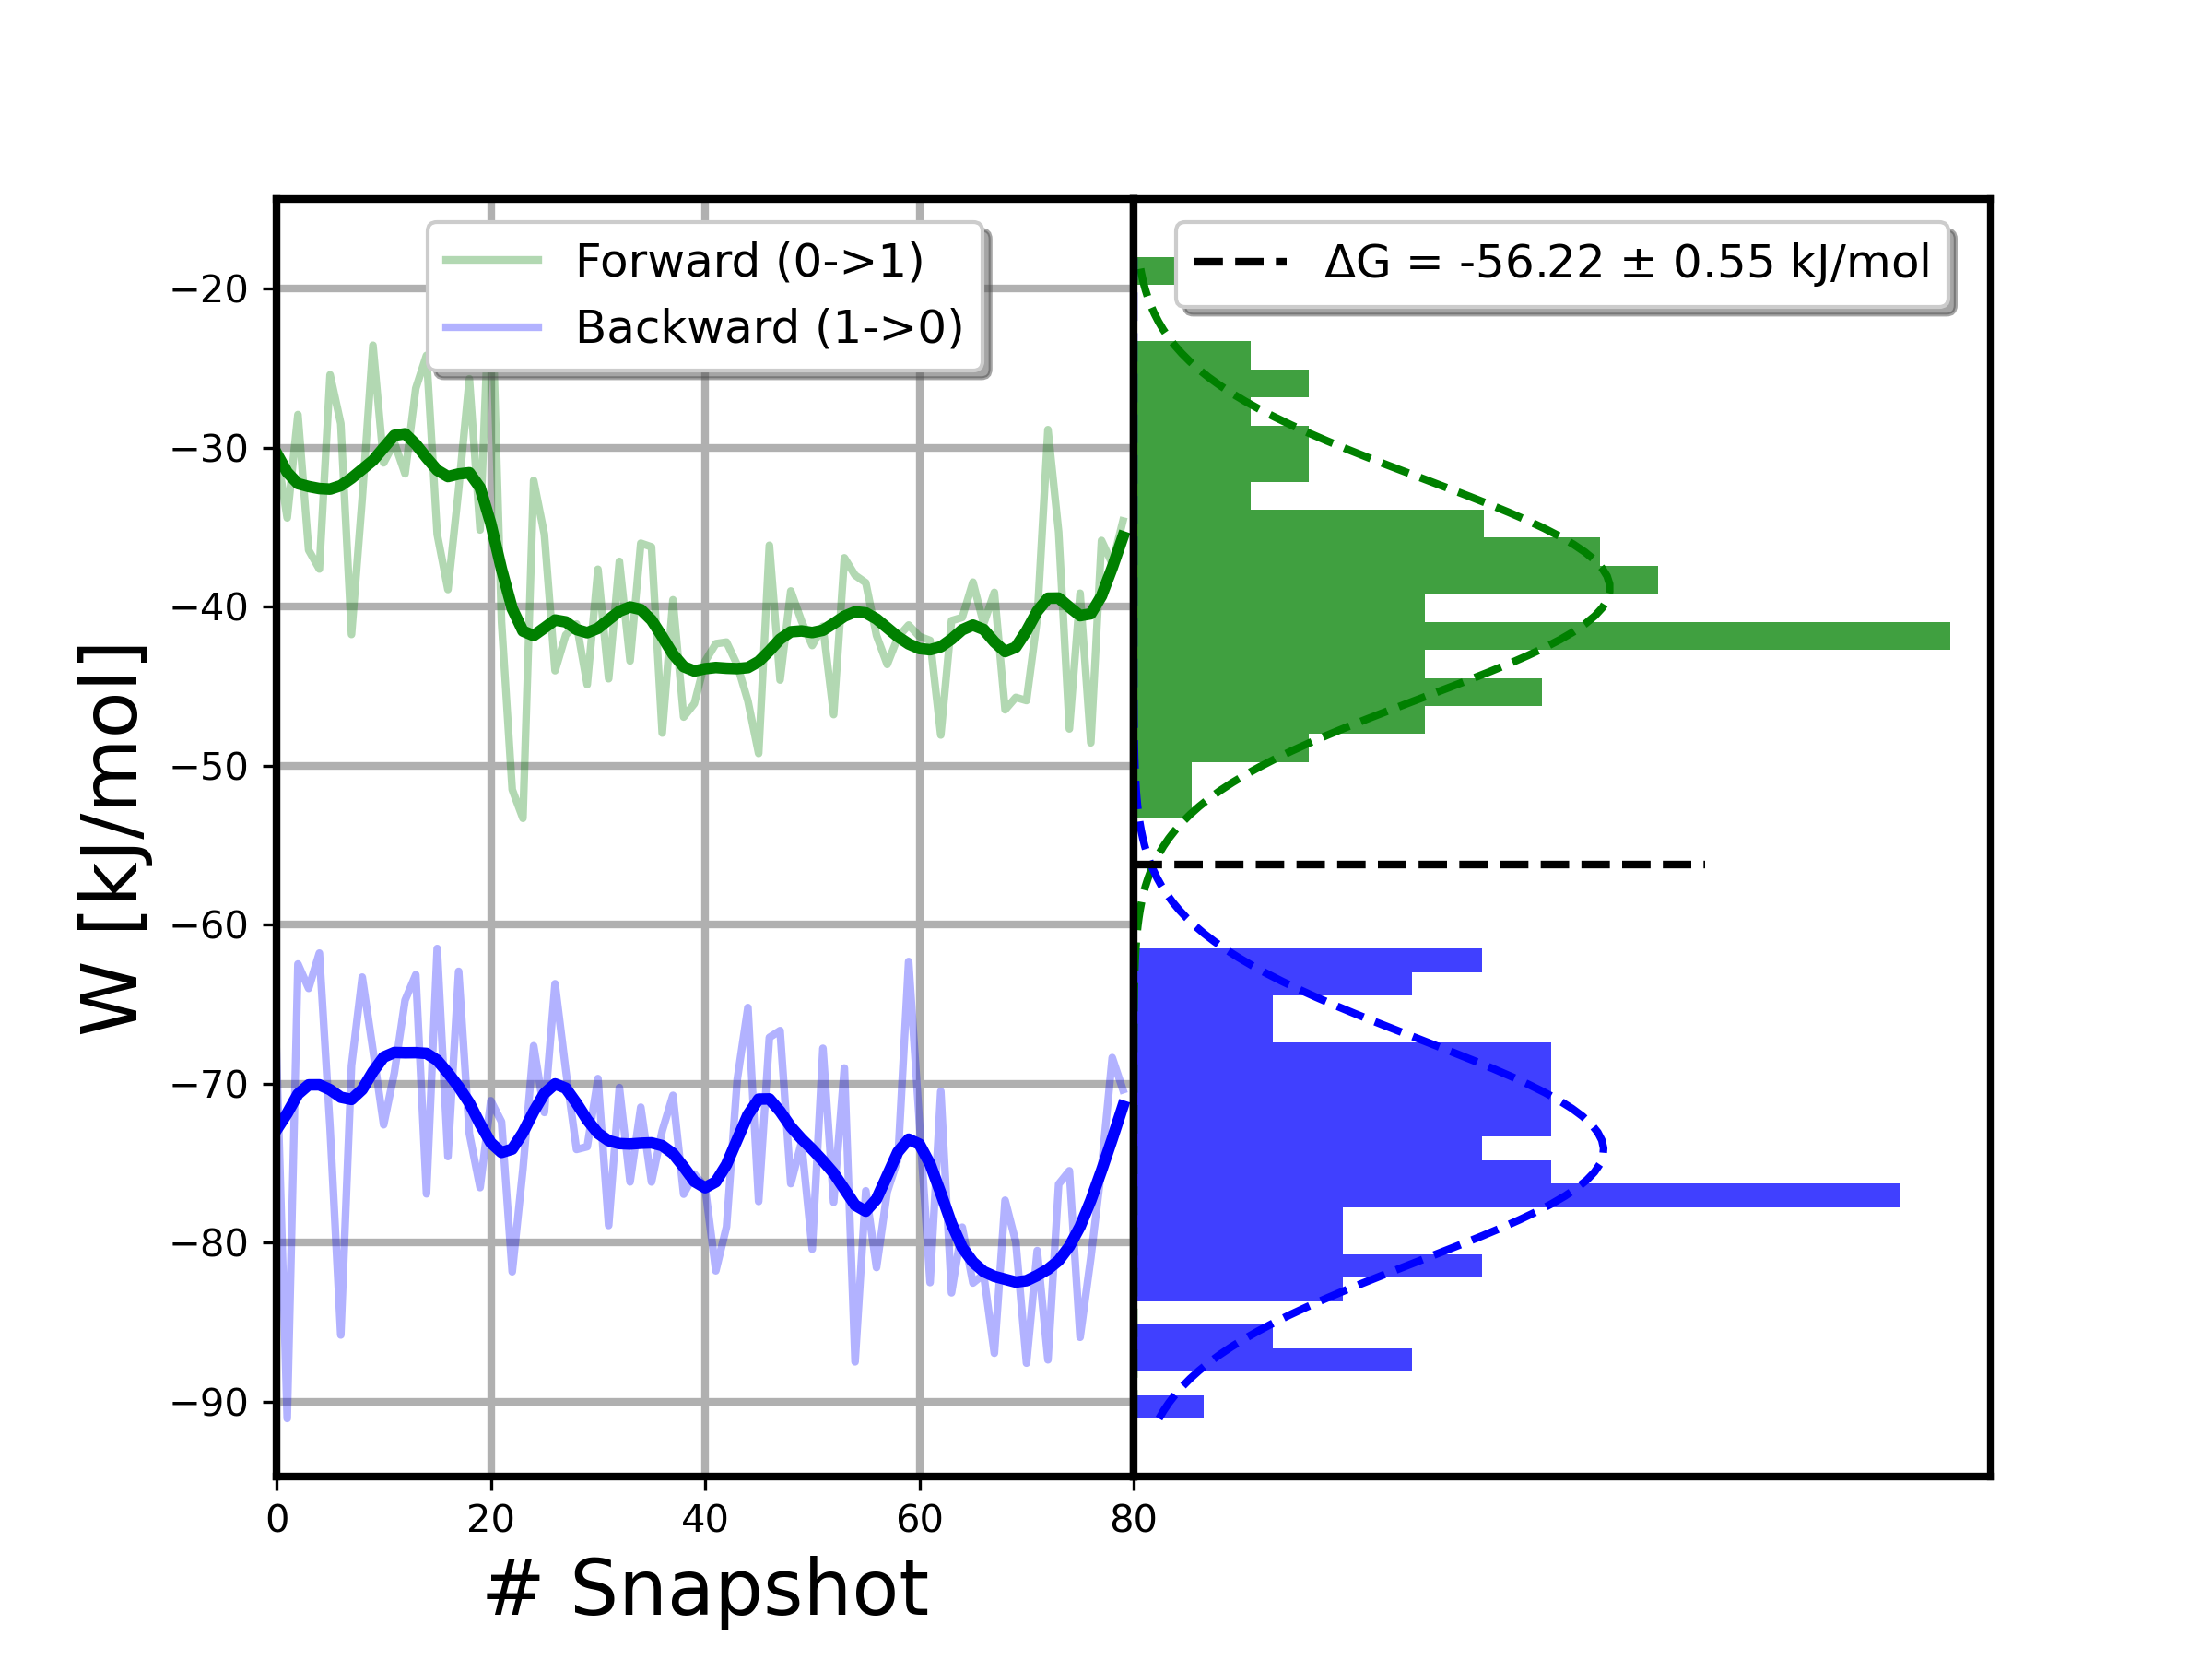 Forward (0->1)
Backward (1->0)
ΔG = -56.22 ± 0.55 kJ/mol
W [kJ/mol]
−20
−30
−40
−50
−60
−70
−80
−90
0 20 40 60 80
# Snapshot